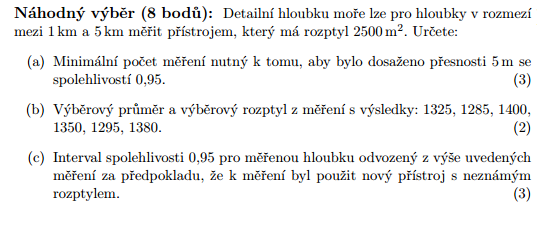 Náhodný výběr (8 bodů): Detailní hloubku moře lze pro hloubky v rozmezí
mezi 1 km a 5 km měřit přístrojem, který má rozptyl 2500 m². Určete:
(a) Minimální počet měření nutný k tomu, aby bylo dosaženo přesnosti 5 m se
spolehlivostí 0,95. (3)
(b) Výběrový průměr a výběrový rozptyl z měření s výsledky: 1325, 1285, 1400,
1350, 1295, 1380. (2)
(c) Interval spolehlivosti 0,95 pro měřenou hloubku odvozený z výše uvedených
měření za předpokladu, že k měření byl použit nový přístroj s neznámým
rozptylem. (3)